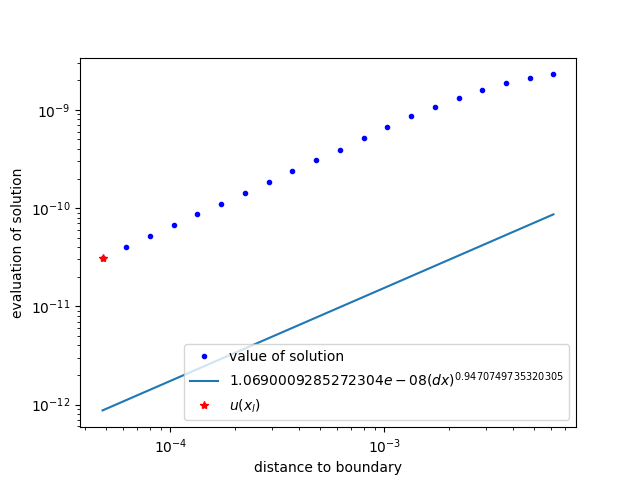 10⁻⁹
10⁻¹⁰
10⁻¹¹
10⁻¹²
evaluation of solution
value of solution
1.0690009285272304e − 08(dx)^0.9470749735320305
u(x_l)
10⁻⁴
10⁻³
distance to boundary